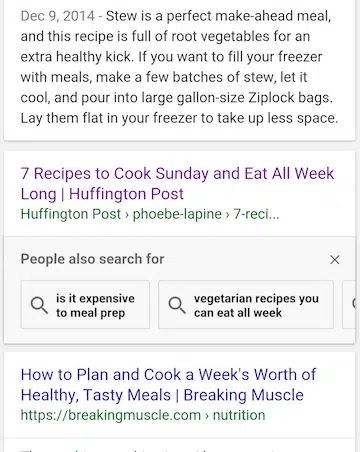 Dec 9, 2014 - Stew is a perfect make-ahead meal,
and this recipe is full of root vegetables for an
extra healthy kick. If you want to fill your freezer
with meals, make a few batches of stew, let it
cool, and pour into large gallon-size Ziplock bags.
Lay them flat in your freezer to take up less space.
7 Recipes to Cook Sunday and Eat All Week
Long | Huffington Post
Huffington Post › phoebe-lapine › 7-reci...
People also search for
is it expensive
to meal prep
vegetarian recipes you
can eat all week
How to Plan and Cook a Week's Worth of
Healthy, Tasty Meals | Breaking Muscle
https://breakingmuscle.com › nutrition